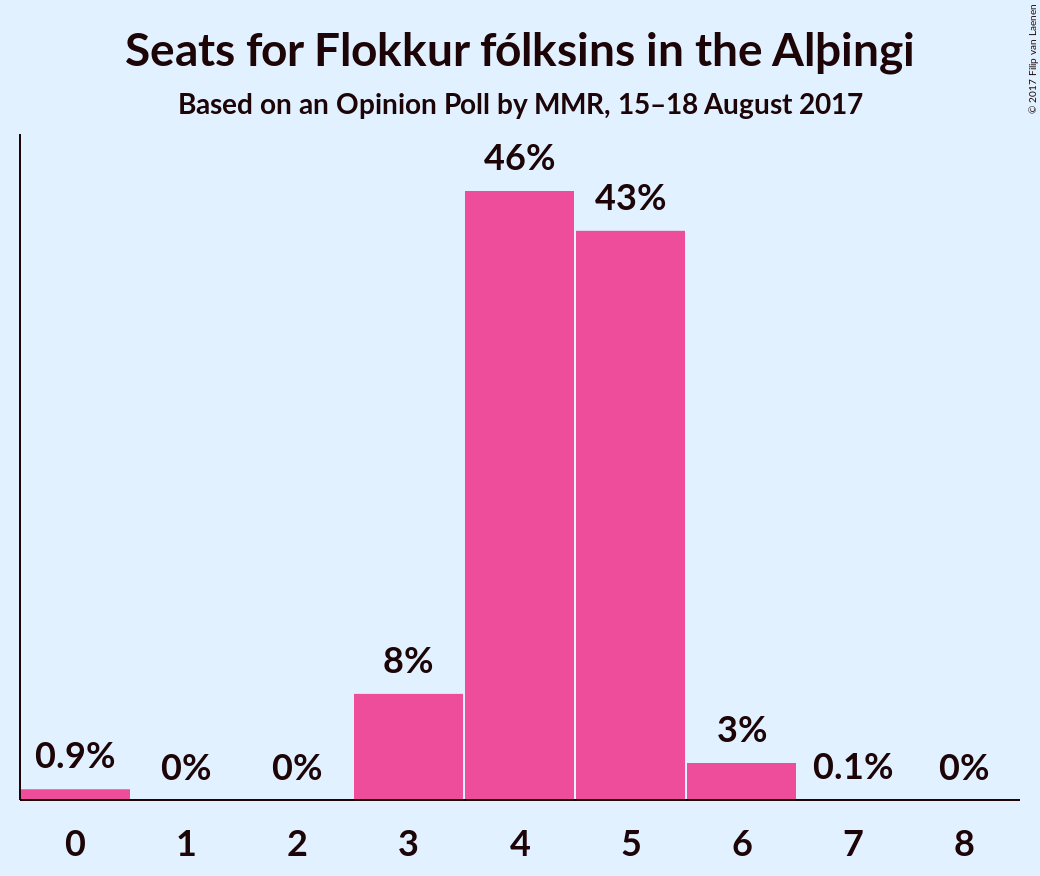 Seats for Flokkur fólksins in the Alþingi
Based on an Opinion Poll by MMR, 15–18 August 2017
© 2017 Filip van Laenen
46%
43%
8%
3%
0.9%
0%
0%
0.1%
0%
0 1 2 3 4 5 6 7 8